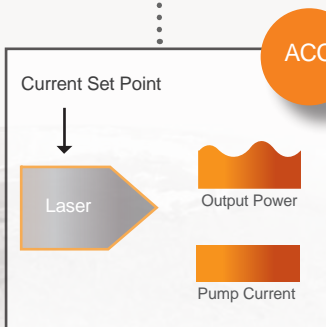 ACC
Current Set Point
Laser
Output Power
Pump Current